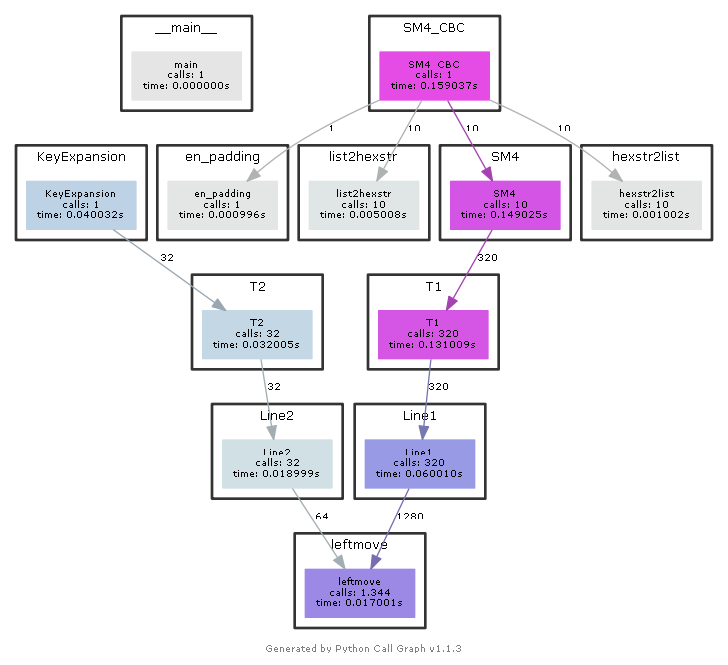 __main__
main
calls: 1
time: 0.000000s
SM4_CBC
SM4_CBC
calls: 1
time: 0.159037s
1
10
10
10
KeyExpansion
KeyExpansion
calls: 1
time: 0.040032s
en_padding
en_padding
calls: 1
time: 0.000996s
list2hexstr
list2hexstr
calls: 10
time: 0.005008s
SM4
SM4
calls: 10
time: 0.149025s
hexstr2list
hexstr2list
calls: 10
time: 0.001002s
32
320
T2
T2
calls: 32
time: 0.032005s
T1
T1
calls: 320
time: 0.131009s
32
320
Line2
Line2
calls: 32
time: 0.018999s
Line1
Line1
calls: 320
time: 0.060010s
64
1280
leftmove
leftmove
calls: 1.344
time: 0.017001s
Generated by Python Call Graph v1.1.3